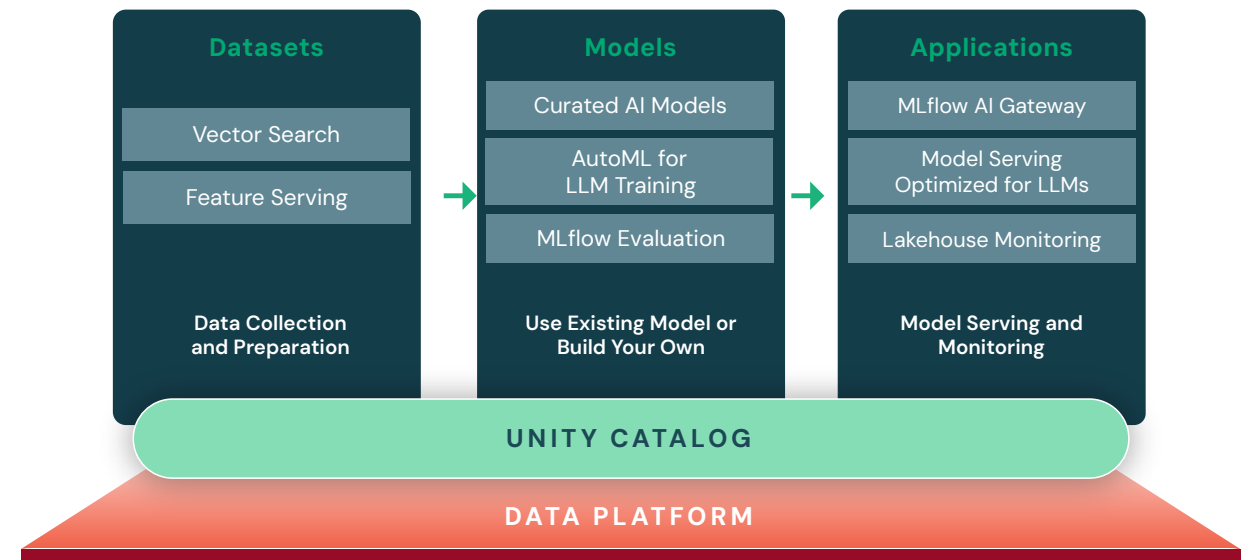 Datasets
Vector Search
Feature Serving
Data Collection
and Preparation
Models
Curated AI Models
AutoML for
LLM Training
MLflow Evaluation
Use Existing Model or
Build Your Own
Applications
MLflow AI Gateway
Model Serving
Optimized for LLMs
Lakehouse Monitoring
Model Serving and
Monitoring
UNITY CATALOG
DATA PLATFORM